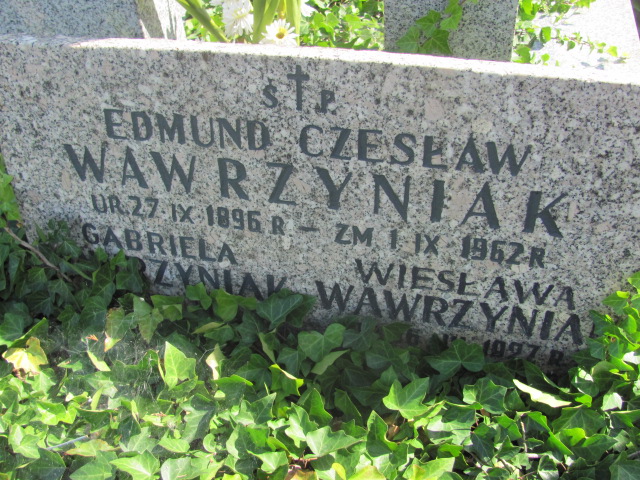 Ś P
EDMUND CZESŁAW
WAWRZYNIAK
UR. 27. IX 1896 R – ZM 1. IX 1962 R
GABRIELA
WIESŁAWA
WAWRZYNIAK